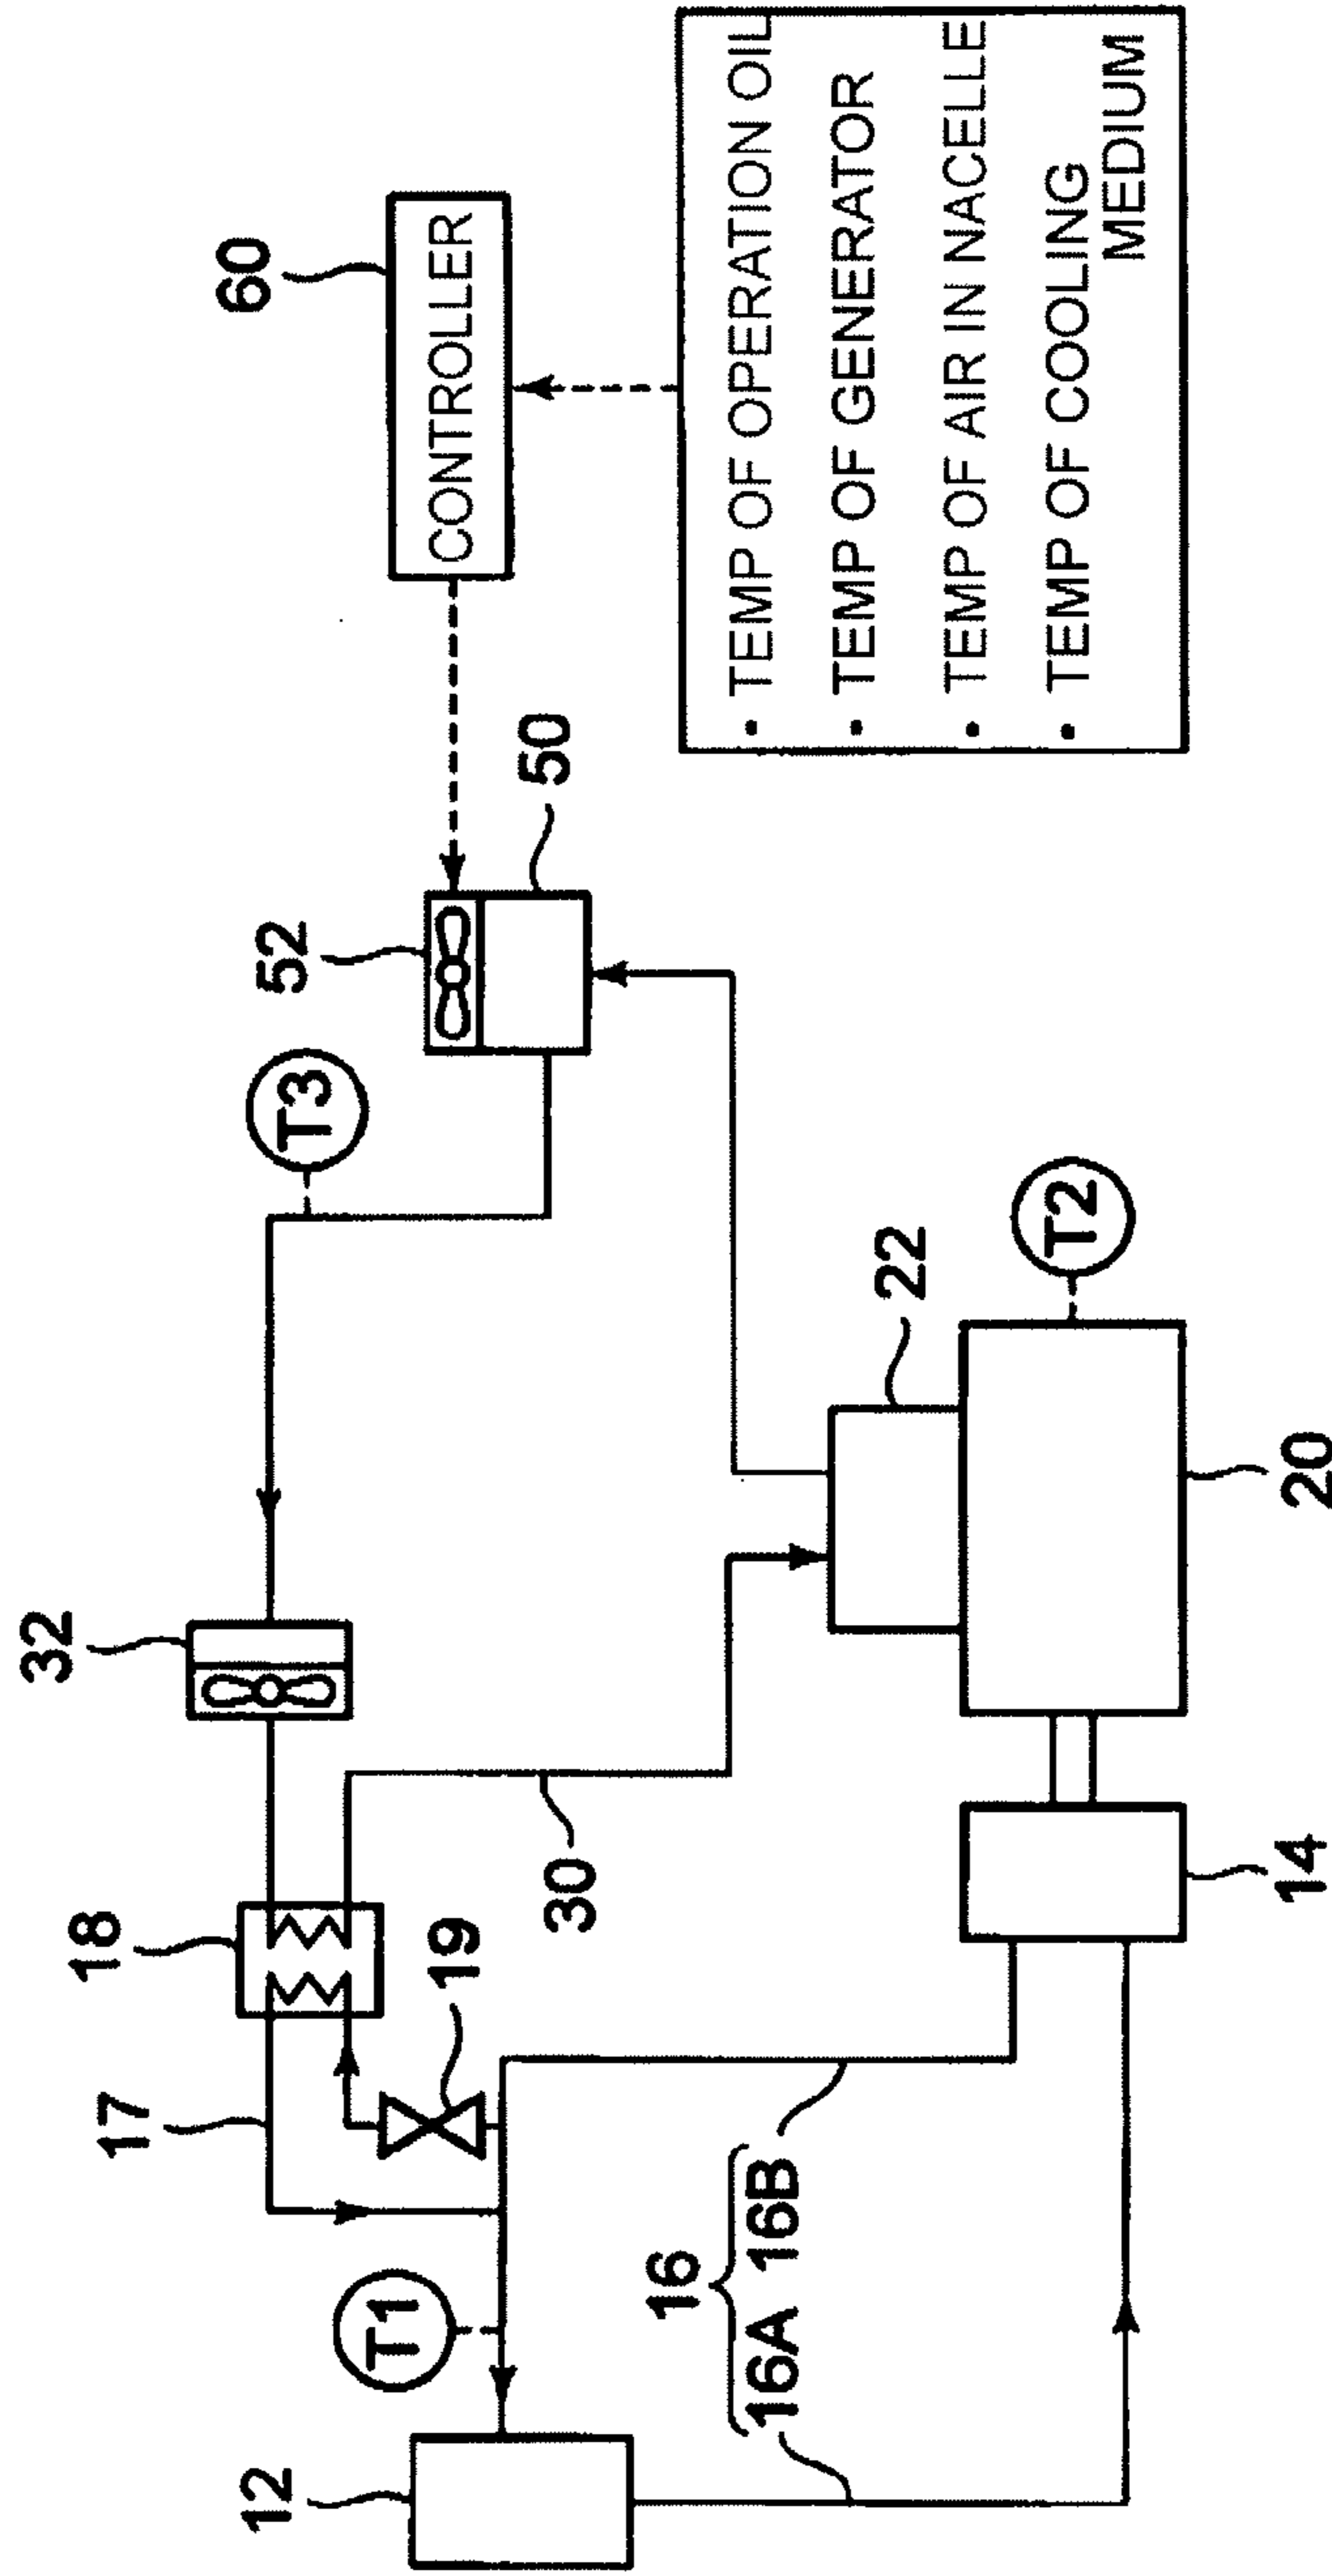 60
CONTROLLER
52
50
T3
32
18
17
19
30
22
T2
T1
16
16A 16B
12
14
20
• TEMP OF OPERATION OIL
• TEMP OF GENERATOR
• TEMP OF AIR IN NACELLE
• TEMP OF COOLING
MEDIUM